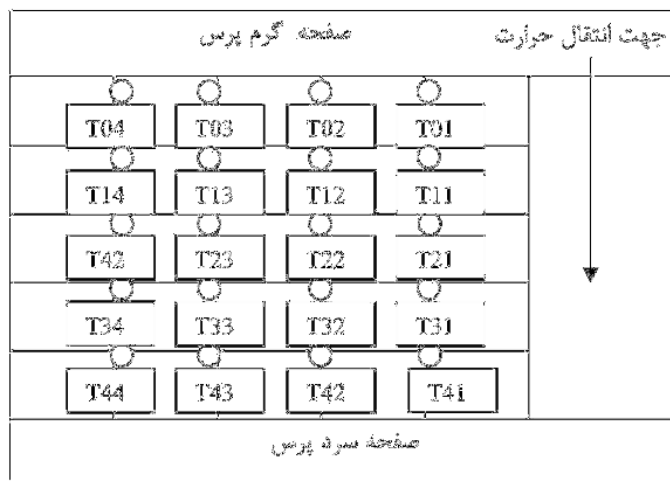 جهت انتقال حرارت
صفحه گرم پرس
T04 T03 T02 T01
T14 T13 T12 T11
T42 T23 T22 T21
T34 T33 T32 T31
T44 T43 T42 T41
صفحه سرد پرس